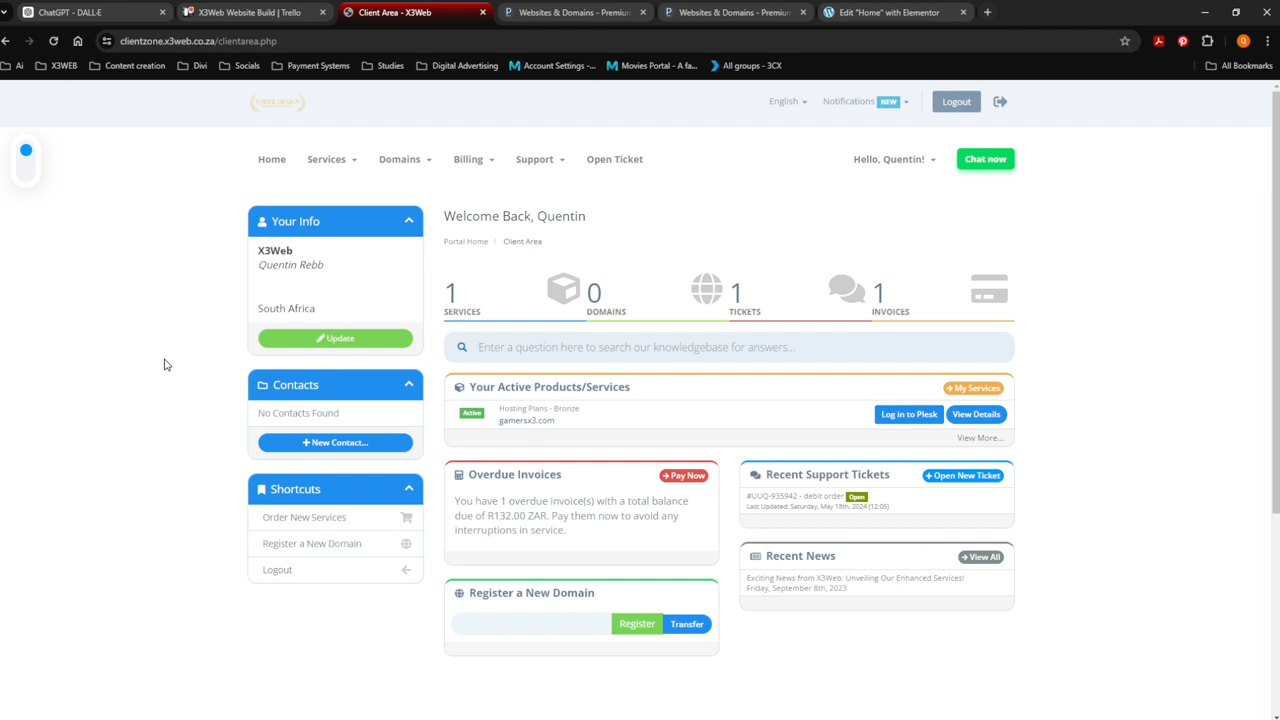 ChatGPT - DALL·E
X3Web Website Build | Trello
Client Area - X3Web
Websites & Domains - Premium
Websites & Domains - Premium
Edit "Home" with Elementor
clientzone.x3web.co.za/clientarea.php
Ai
X3WEB
Content creation
Divi
Socials
Payment Systems
Studies
Digital Advertising
Account Settings -...
Movies Portal - A fa...
All groups - 3CX
All Bookmarks
English
Notifications NEW
Logout
Home
Services
Domains
Billing
Support
Open Ticket
Hello, Quentin!
Chat now
Your Info
X3Web
Quentin Rebb
South Africa
Update
Contacts
No Contacts Found
New Contact...
Shortcuts
Order New Services
Register a New Domain
Logout
Welcome Back, Quentin
Portal Home / Client Area
1
SERVICES
0
DOMAINS
1
TICKETS
1
INVOICES
Enter a question here to search our knowledgebase for answers...
Your Active Products/Services
My Services
Active
Hosting Plans - Bronze
gamersx3.com
Log in to Plesk
View Details
View More...
Overdue Invoices
Pay Now
You have 1 overdue invoice(s) with a total balance
due of R132.00 ZAR. Pay them now to avoid any
interruptions in service.
Register a New Domain
Register
Transfer
Recent Support Tickets
Open New Ticket
#UUQ-935942 - debit order Open
Last Updated: Saturday, May 18th, 2024 (12:05)
Recent News
View All
Exciting News from X3Web: Unveiling Our Enhanced Services!
Friday, September 8th, 2023